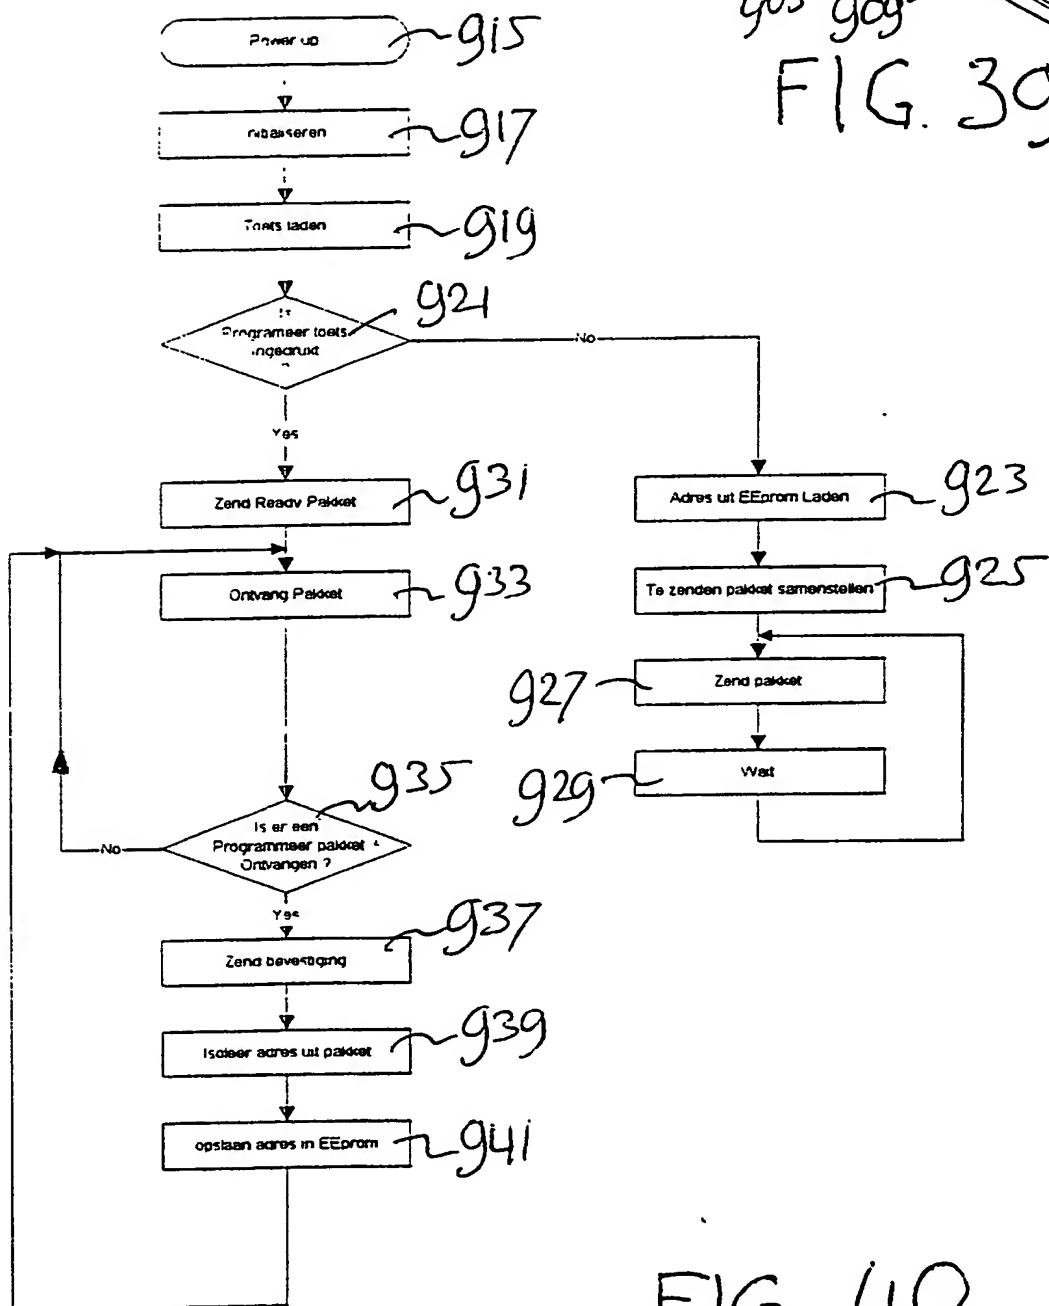 Power up
915
905 909
FIG. 39
Initialiseren
917
Toets laden
919
Is
Programeer toets
ingedrukt
?
921
No
Yes
Zend Ready Pakket
931
Adres uit EEprom Laden
923
Ontvang Pakket
933
Te zenden pakket samenstellen
925
Zend pakket
927
Wait
929
Is er een
Programmeer pakket
Ontvangen ?
935
No
Yes
Zend bevestiging
937
Isoleer adres uit pakket
939
opslaan adres in EEprom
941
FIG. 40